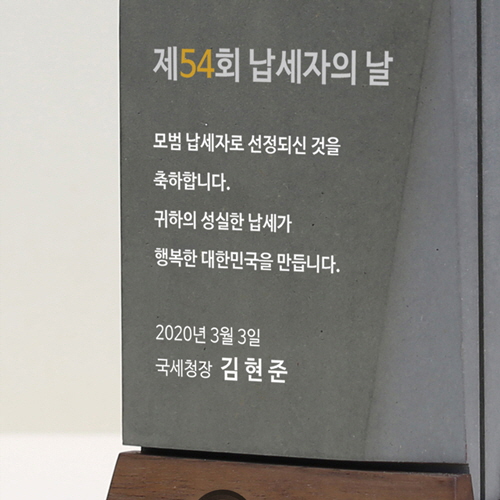 제54회 납세자의 날
모범 납세자로 선정되신 것을
축하합니다.
귀하의 성실한 납세가
행복한 대한민국을 만듭니다.
2020년 3월 3일
국세청장 김현준